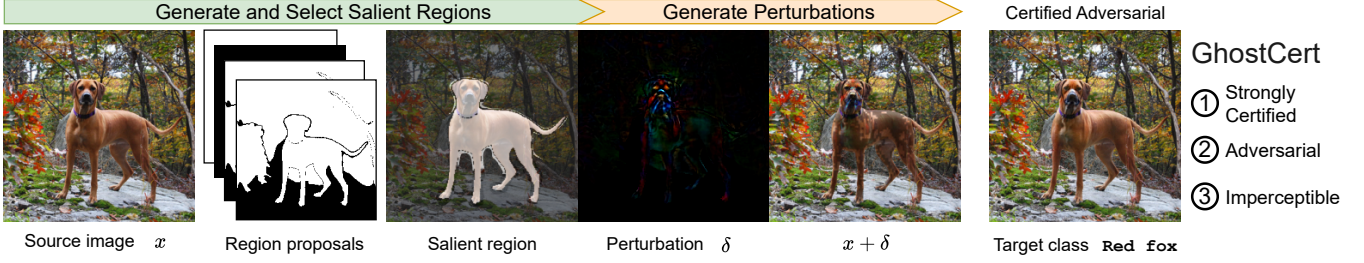 Generate and Select Salient Regions
Generate Perturbations
Certified Adversarial
GhostCert
1 Strongly
Certified
2 Adversarial
3 Imperceptible
Source image x
Region proposals
Salient region
Perturbation δ
x + δ
Target class Red fox